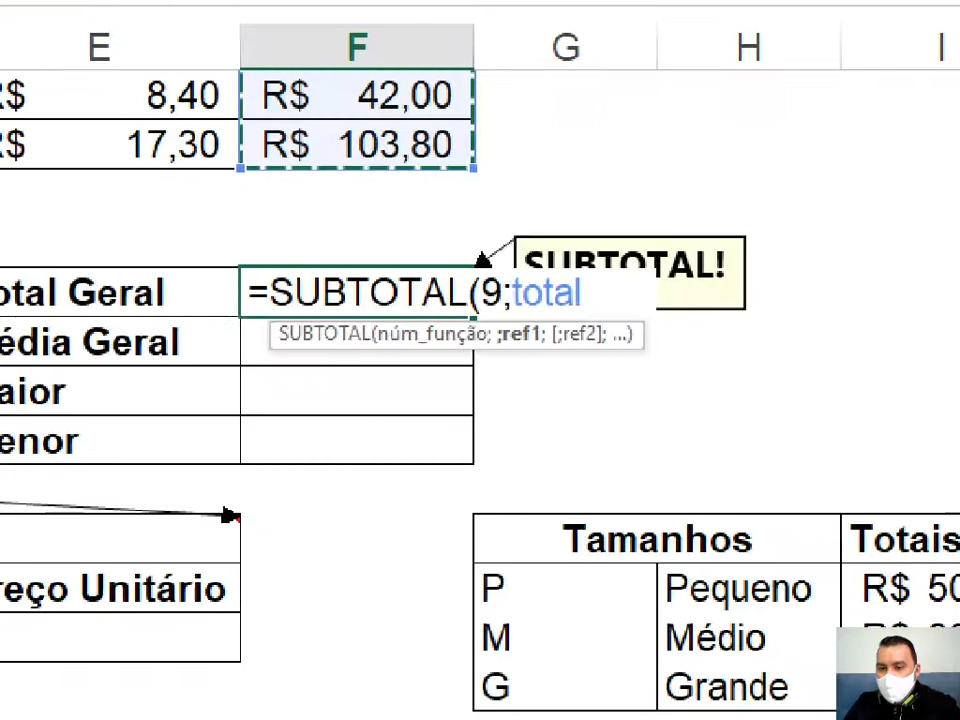 E F G H I
R$ 8,40 R$ 42,00
R$ 17,30 R$ 103,80
SUBTOTAL!
otal Geral =SUBTOTAL(9;total
SUBTOTAL(núm_função; ;ref1; [;ref2]; ...)
édia Geral
aior
enor
Tamanhos Totais
reço Unitário P Pequeno R$ 50
M Médio
G Grande